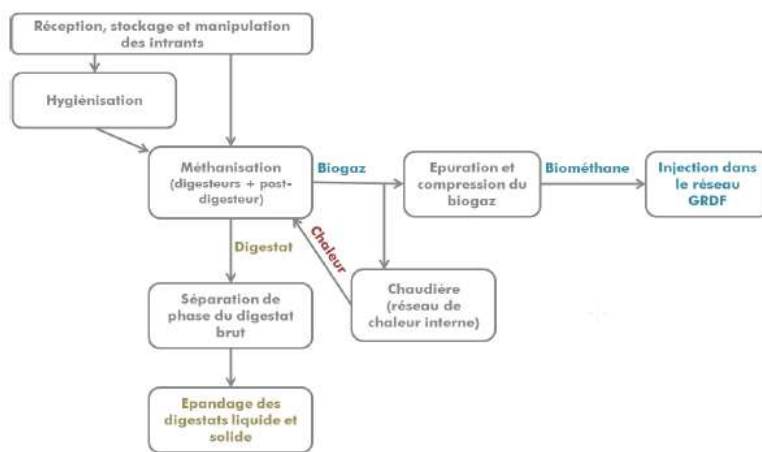 Réception, stockage et manipulation
des intrants
Hygiénisation
Méthanisation
(digesteurs + post-
digesteur)
Biogaz
Epuration et
compression du
biogaz
Biométhane
Injection dans
le réseau
GRDF
Digestat
Chaleur
Chaudière
(réseau de
chaleur interne)
Séparation de
phase du digestat
brut
Epandage des
digestats liquide et
solide